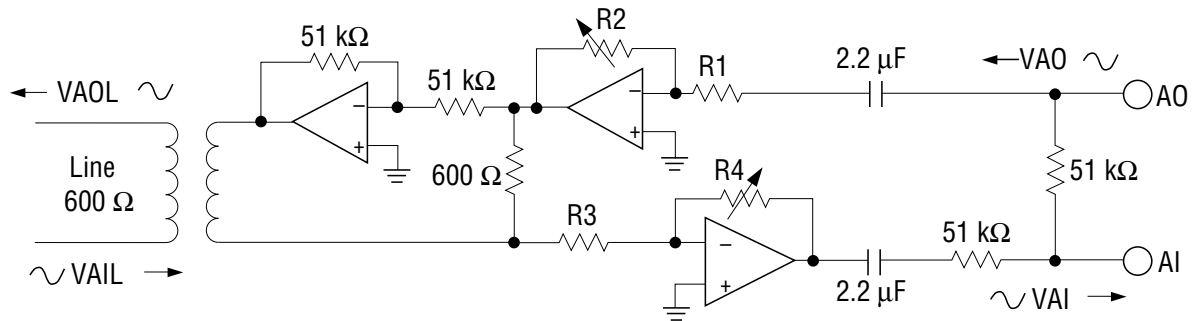 51 kΩ
R2
← VAOL
51 kΩ
R1
2.2 μF
← VAO
AO
− +
− +
Line
600 Ω
600 Ω
R4
51 kΩ
R3
51 kΩ
AI
− +
VAIL →
2.2 μF
VAI →